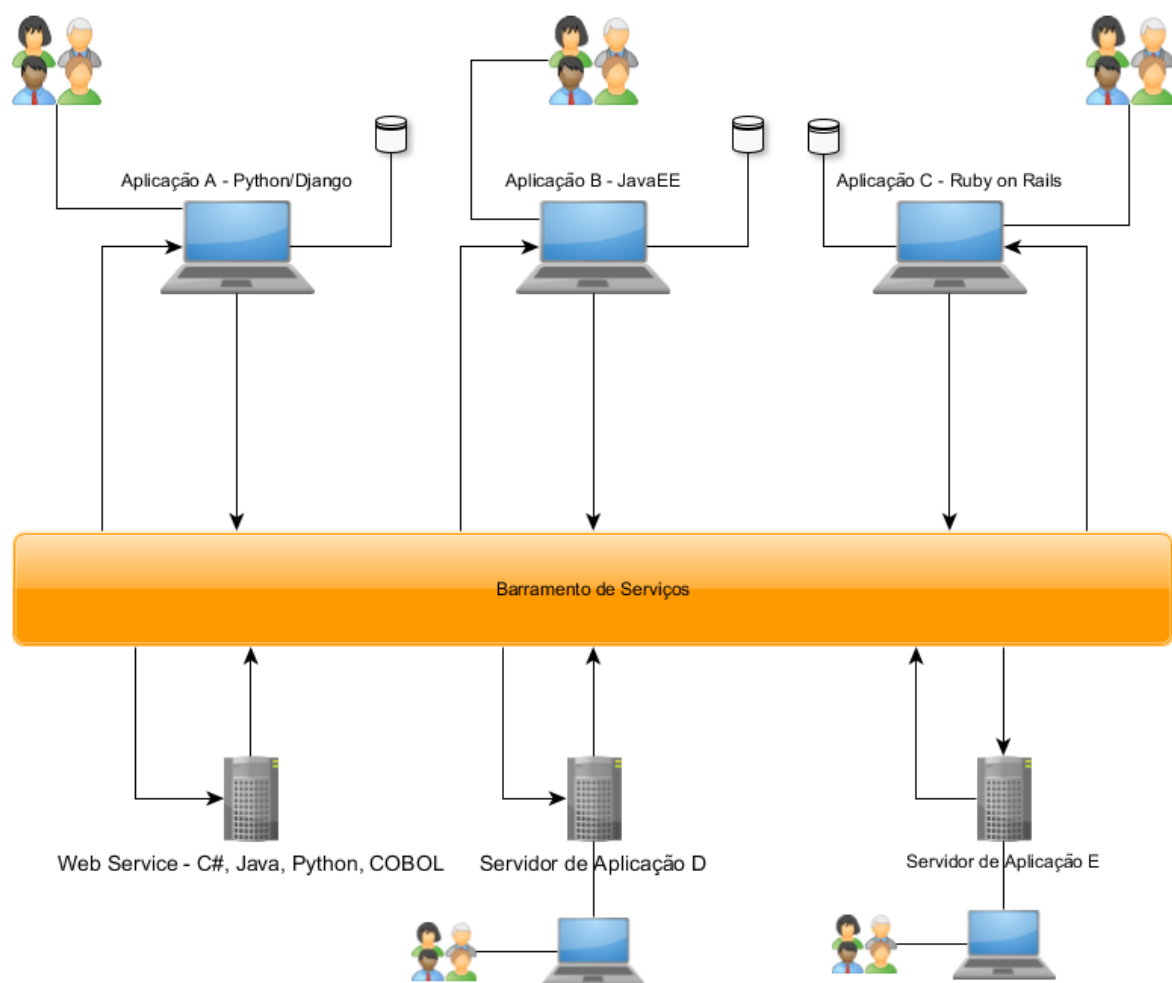 Aplicação A - Python/Django
Aplicação B - JavaEE
Aplicação C - Ruby on Rails
Barramento de Serviços
Web Service - C#, Java, Python, COBOL
Servidor de Aplicação D
Servidor de Aplicação E